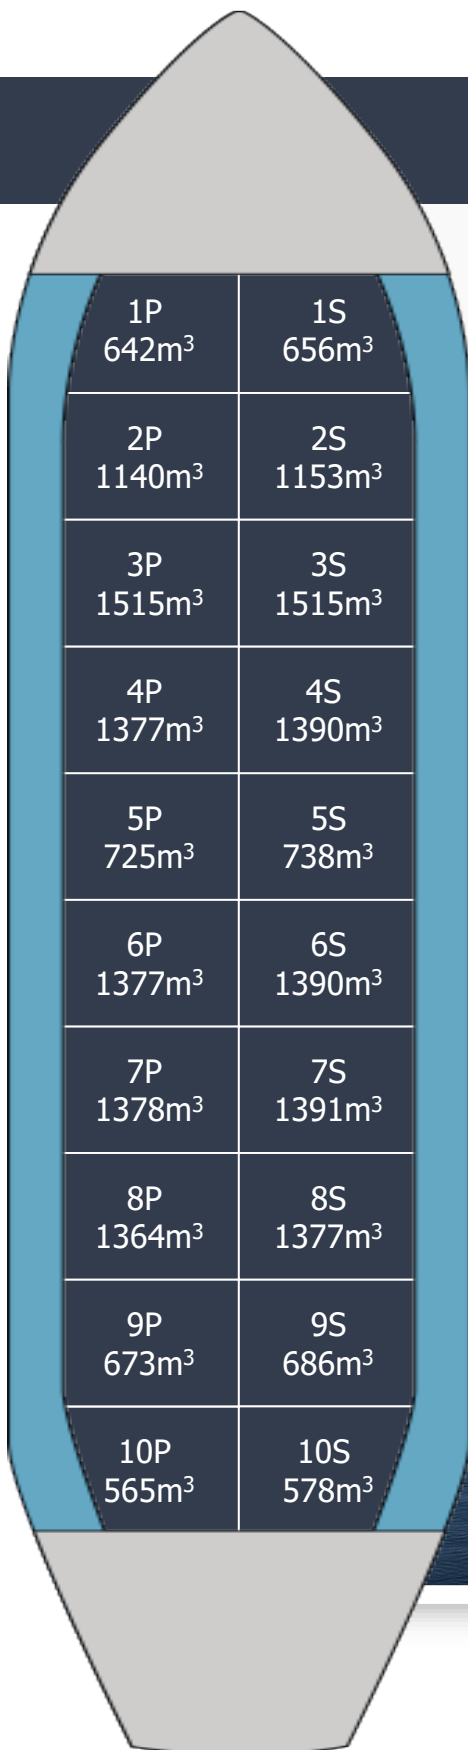 1P
642m³
1S
656m³
2P
1140m³
2S
1153m³
3P
1515m³
3S
1515m³
4P
1377m³
4S
1390m³
5P
725m³
5S
738m³
6P
1377m³
6S
1390m³
7P
1378m³
7S
1391m³
8P
1364m³
8S
1377m³
9P
673m³
9S
686m³
10P
565m³
10S
578m³